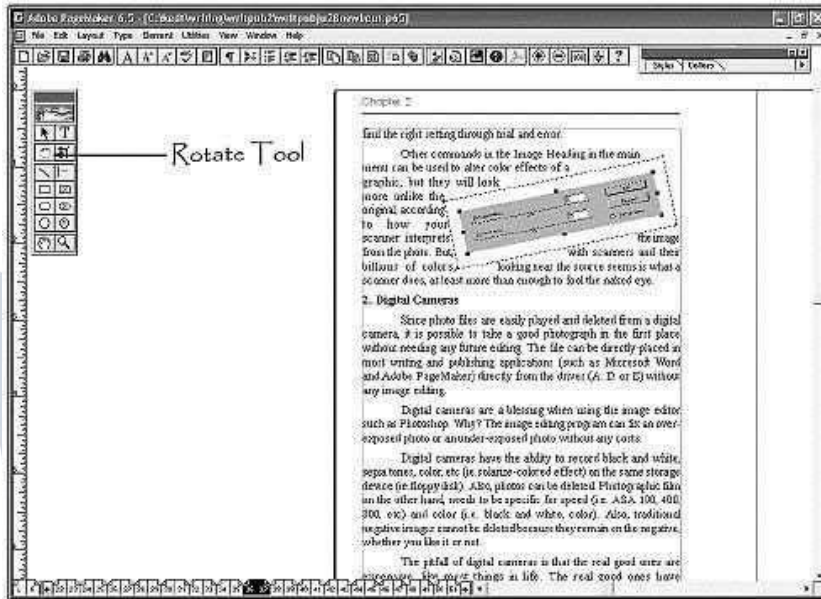 Adobe PageMaker 6.5 -
File Edit Layout Type Element Utilities View Window Help
Styles Colors
Chapter 2
Rotate Tool
find the right setting through trial and error.
Other commands in the Image Heading in the main
menu can be used to alter color effects of a
graphic, but they will look
more unlike the
original according
to how your
scanner interprets the image
from the photo. But, with scanners and their
billions of colors, looking near the source seems is what a
scanner does, at least more than enough to fool the naked eye.
2. Digital Cameras
Since photo files are easily played and deleted from a digital
camera, it is possible to take a good photograph in the first place
without needing any future editing. The file can be directly placed in
most writing and publishing applications (such as Microsoft Word
and Adobe PageMaker) directly from the driver (A: D: or E) without
any image editing.
Digital cameras are a blessing when using the image editor
such as Photoshop. Why? The image editing program can fix an over-
exposed photo or an under-exposed photo without any costs.
Digital cameras have the ability to record black and white,
sepia tones, color, etc (ie. solarize-colored effect) on the same storage
device (ie. floppy disk). Also, photos can be deleted. Photographic film
on the other hand, needs to be specific for speed (i.e. ASA 100, 400,
800, etc) and color (i.e. black and white, color). Also, traditional
negative images cannot be deleted because they remain on the negative,
whether you like it or not.
The pitfall of digital cameras is that the real good ones are
expensive, like most things in life. The real good ones have